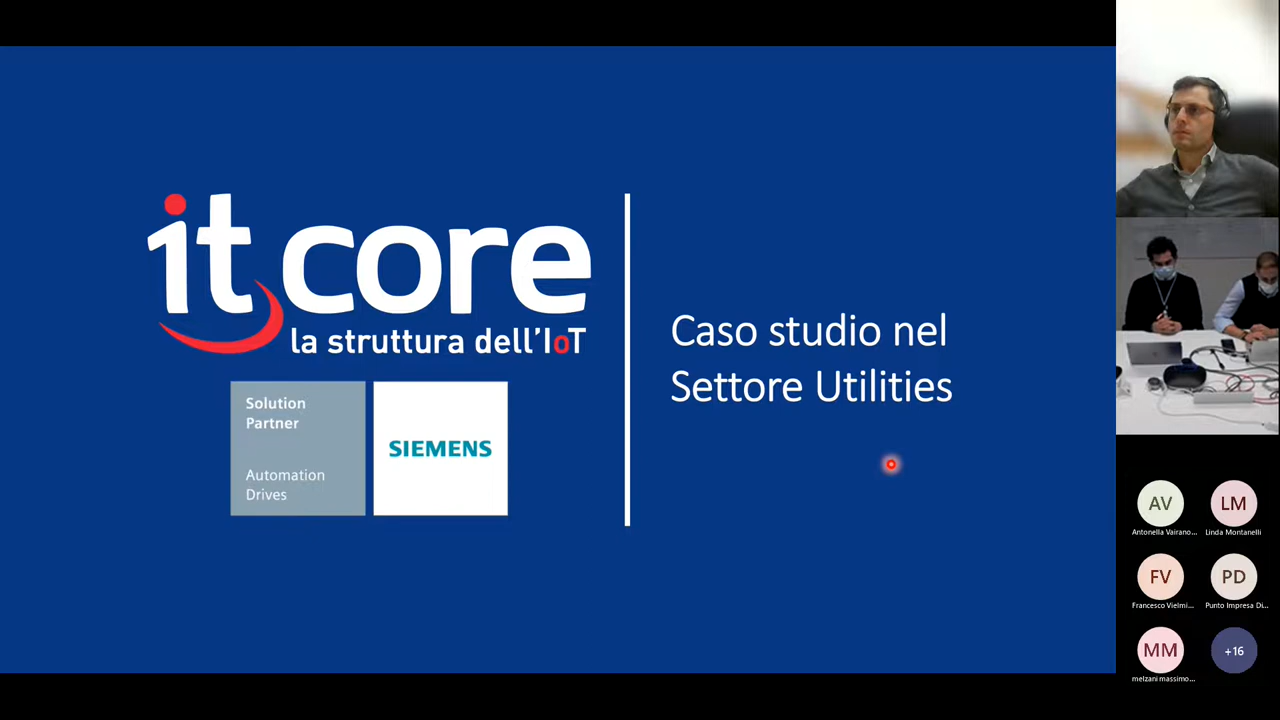 it core
la struttura dell'IoT
Solution
Partner
Automation
Drives
SIEMENS
Caso studio nel
Settore Utilities
AV
Antonella Vairano...
LM
Linda Montanelli
FV
Francesco Vielmi...
PD
Punto Impresa Di...
MM
melzani massimo...
+16